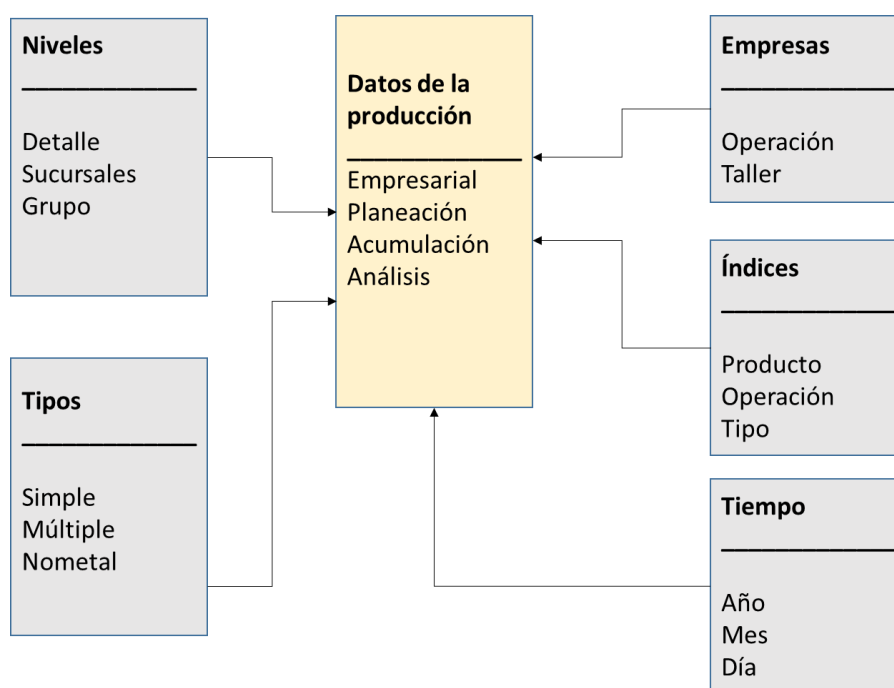 Niveles
Detalle
Sucursales
Grupo
Tipos
Simple
Múltiple
Nometal
Datos de la
producción
Empresarial
Planeación
Acumulación
Análisis
Empresas
Operación
Taller
Índices
Producto
Operación
Tipo
Tiempo
Año
Mes
Día